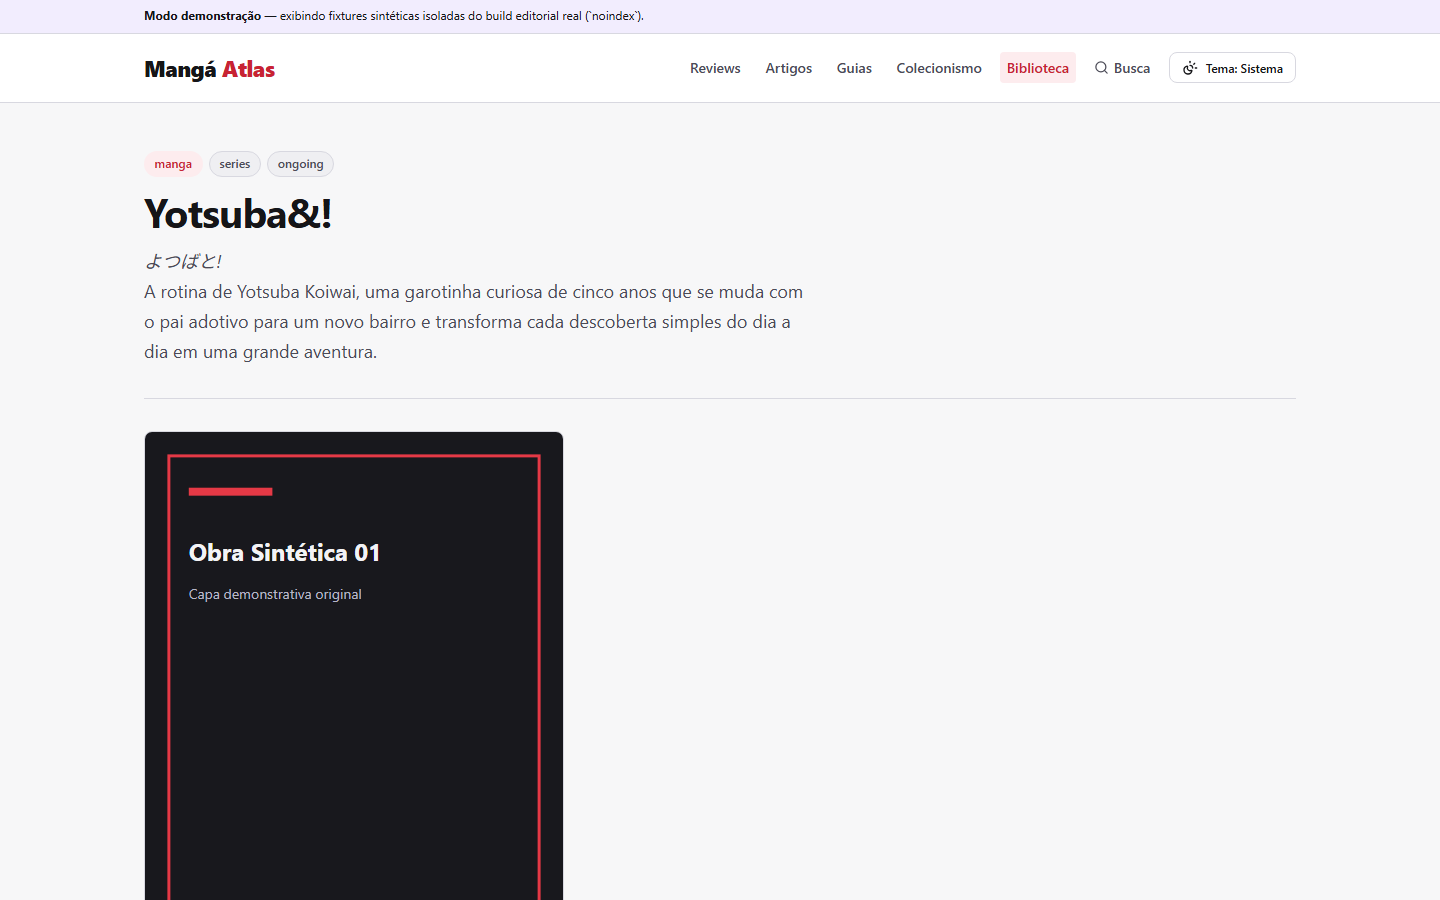 Modo demonstração — exibindo fixtures sintéticas isoladas do build editorial real (`noindex`).
Mangá Atlas
Reviews
Artigos
Guias
Colecionismo
Biblioteca
Busca
Tema: Sistema
manga
series
ongoing
Yotsuba&!
よつばと!
A rotina de Yotsuba Koiwai, uma garotinha curiosa de cinco anos que se muda com
o pai adotivo para um novo bairro e transforma cada descoberta simples do dia a
dia em uma grande aventura.
Obra Sintética 01
Capa demonstrativa original